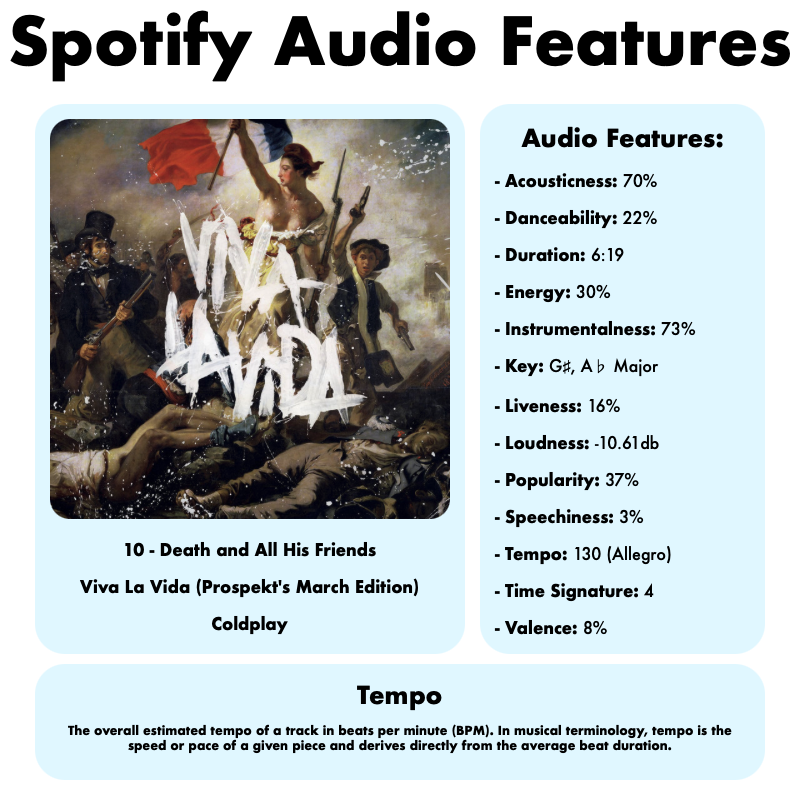 Spotify Audio Features
VIVA
LA VIDA
10 - Death and All His Friends
Viva La Vida (Prospekt's March Edition)
Coldplay
Audio Features:
- Acousticness: 70%
- Danceability: 22%
- Duration: 6:19
- Energy: 30%
- Instrumentalness: 73%
- Key: G♯, A♭ Major
- Liveness: 16%
- Loudness: -10.61db
- Popularity: 37%
- Speechiness: 3%
- Tempo: 130 (Allegro)
- Time Signature: 4
- Valence: 8%
Tempo
The overall estimated tempo of a track in beats per minute (BPM). In musical terminology, tempo is the
speed or pace of a given piece and derives directly from the average beat duration.